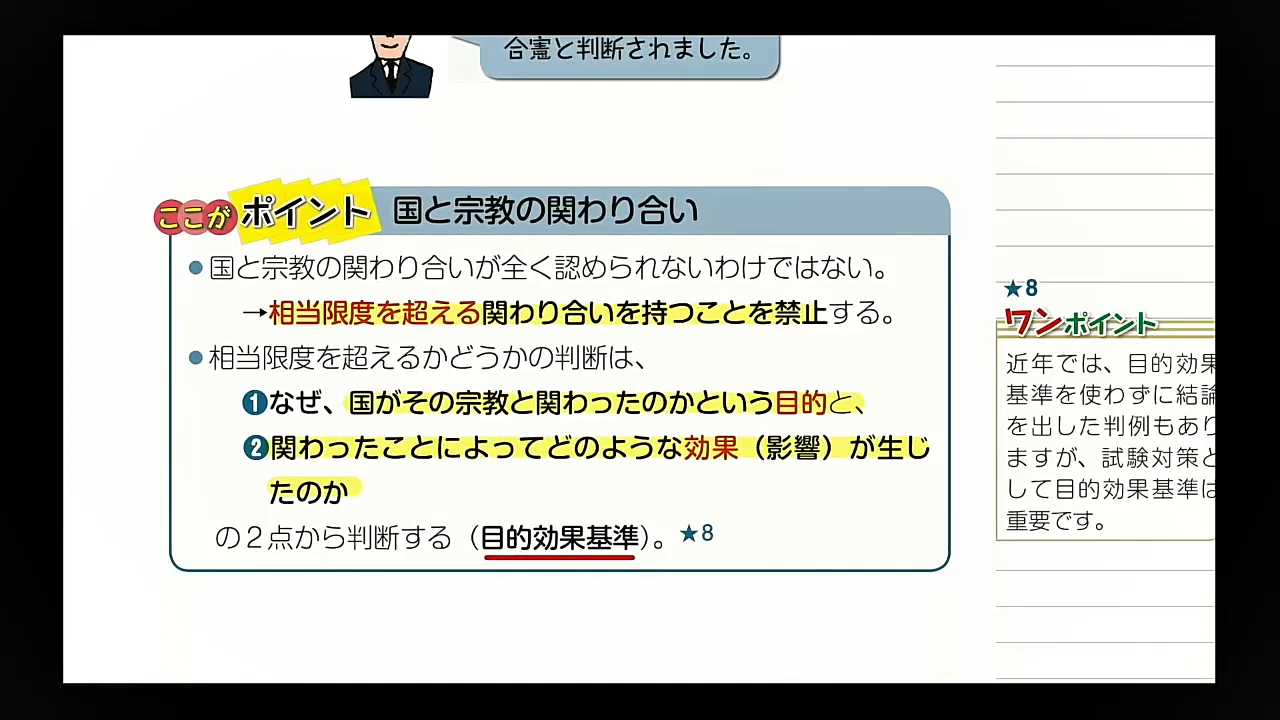 合憲と判断されました。
ここが ポイント 国と宗教の関わり合い
●国と宗教の関わり合いが全く認められないわけではない。
→相当限度を超える関わり合いを持つことを禁止する。
●相当限度を超えるかどうかの判断は、
❶なぜ、国がその宗教と関わったのかという目的と、
❷関わったことによってどのような効果（影響）が生じ
たのか
の２点から判断する（目的効果基準）。★8
★8
ワンポイント
近年では、目的効果
基準を使わずに結論
を出した判例もあり
ますが、試験対策と
して目的効果基準は
重要です。